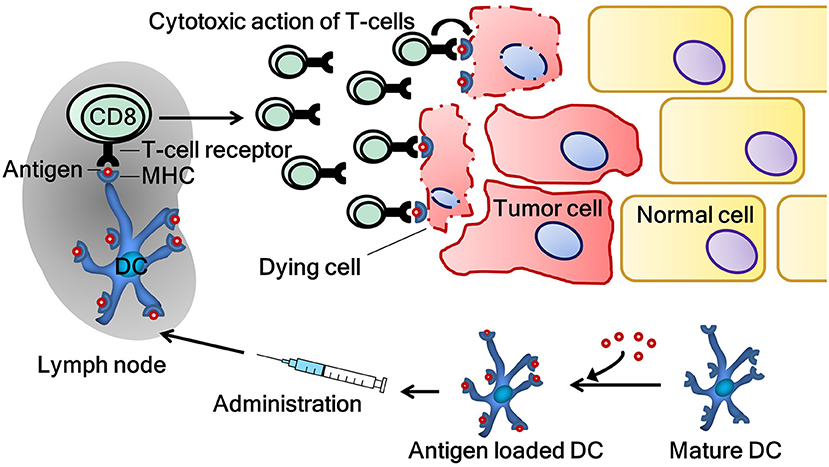 Cytotoxic action of T-cells
CD8
T-cell receptor
Antigen
MHC
DC
Tumor cell
Normal cell
Dying cell
Lymph node
Administration
Antigen loaded DC
Mature DC